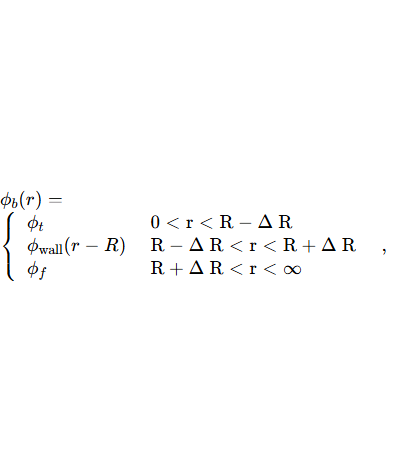 ϕ_b(r) =
{ ϕ_t 0 < r < R − Δ R
ϕ_wall(r − R) R − Δ R < r < R + Δ R ,
ϕ_f R + Δ R < r < ∞